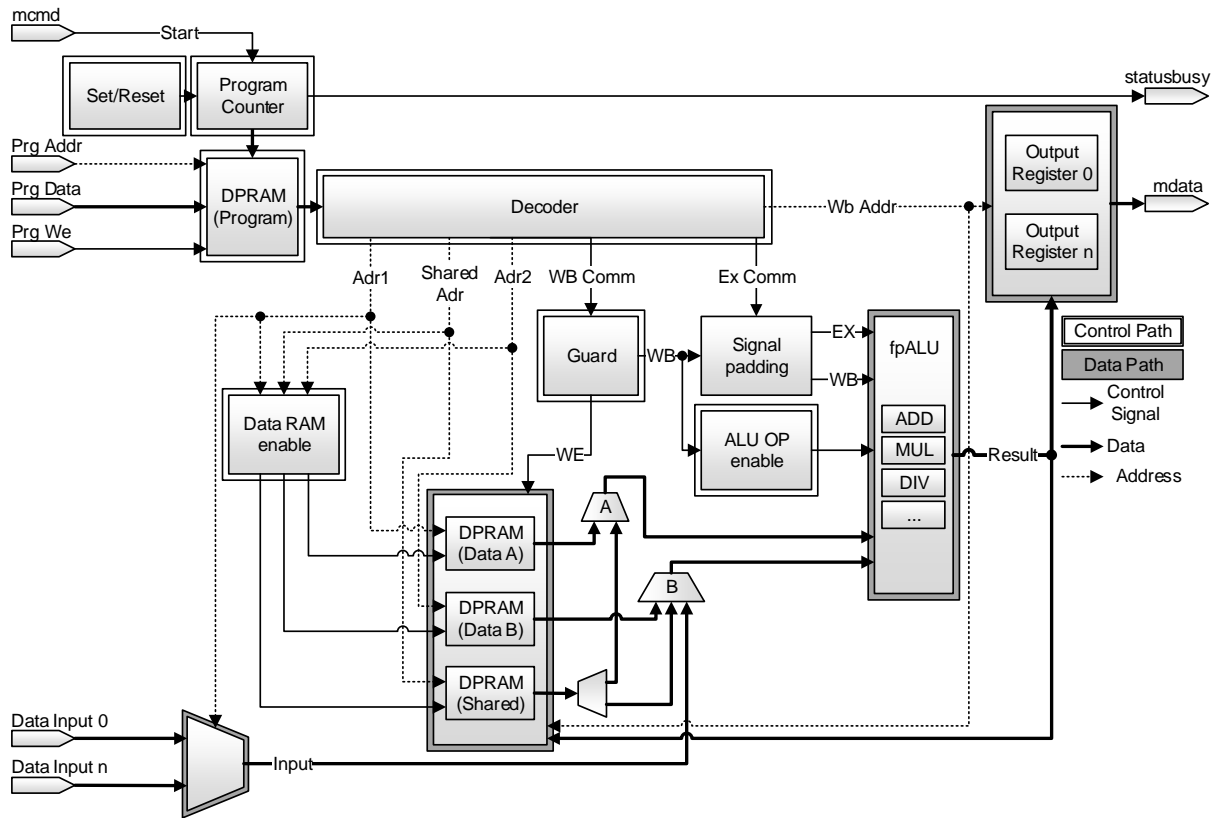 mcmd
Start
statusbusy
Set/Reset
Program
Counter
Prg Addr
Prg Data
Prg We
DPRAM
(Program)
Decoder
Wb Addr
Output
Register 0
Output
Register n
mdata
Adr1
Shared
Adr
Adr2
WB Comm
Ex Comm
Guard
WB
Signal
padding
EX
WB
fpALU
Control Path
Data Path
Control
Signal
Data
Address
Data RAM
enable
WE
ALU OP
enable
ADD
MUL
DIV
...
Result
A
B
DPRAM
(Data A)
DPRAM
(Data B)
DPRAM
(Shared)
Data Input 0
Data Input n
Input